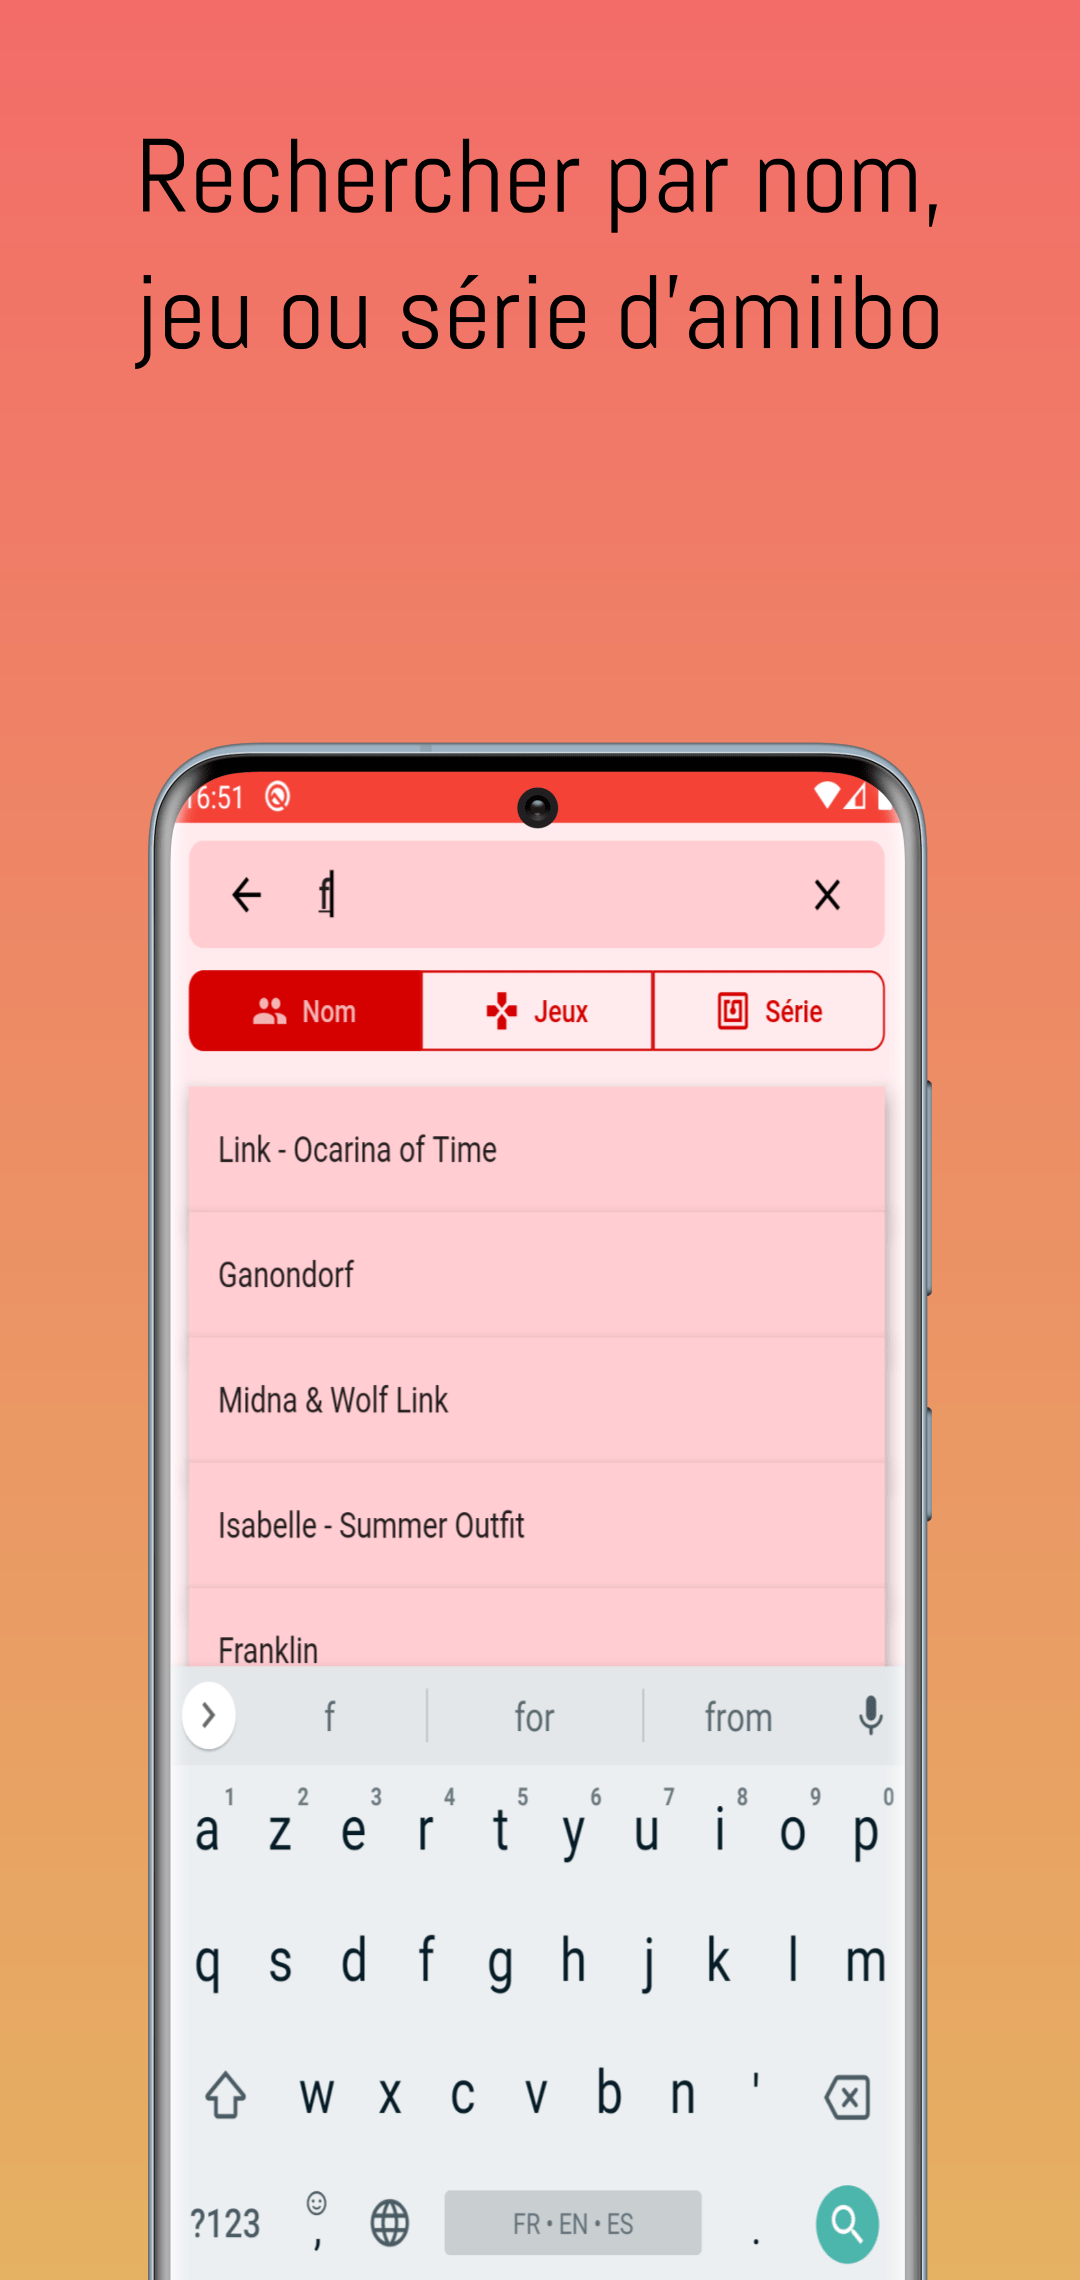 Rechercher par nom,
jeu ou série d'amiibo
16:51
f
Nom
Jeux
Série
Link - Ocarina of Time
Ganondorf
Midna & Wolf Link
Isabelle - Summer Outfit
Franklin
f for from
1 2 3 4 5 6 7 8 9 0
a z e r t y u i o p
q s d f g h j k l m
w x c v b n '
?123 , FR • EN • ES .